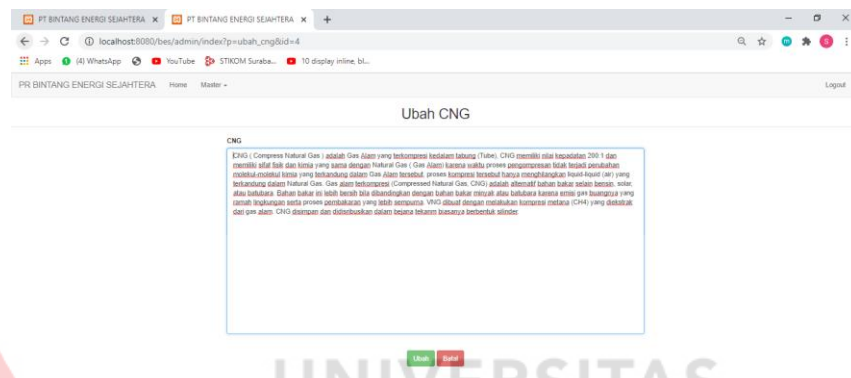 PT BINTANG ENERGI SEJAHTERA PT BINTANG ENERGI SEJAHTERA
localhost:8080/bes/admin/index?p=ubah_cng&id=4
Apps (4) WhatsApp YouTube STIKOM Suraba... 10 display inline, bl...
PR BINTANG ENERGI SEJAHTERA Home Master Logout
Ubah CNG
CNG
CNG ( Compress Natural Gas ) adalah Gas Alam yang terkompresi kedalam tabung (Tube). CNG memiliki nilai kepadatan 200:1 dan
memiliki sifat fisik dan kimia yang sama dengan Natural Gas ( Gas Alam) karena waktu proses pengompresan tidak terjadi perubahan
molekul-molekul kimia yang terkandung dalam Gas Alam tersebut, proses kompresi tersebut hanya menghilangkan liquid-liquid (air) yang
terkandung dalam Natural Gas. Gas alam terkompresi (Compressed Natural Gas, CNG) adalah alternatif bahan bakar selain bensin, solar,
atau batubara. Bahan bakar ini lebih bersih bila dibandingkan dengan bahan bakar minyak atau batubara karena emisi gas buangnya yang
ramah lingkungan serta proses pembakaran yang lebih sempurna. VNG dibuat dengan melakukan kompresi metana (CH4) yang diekstrak
dari gas alam. CNG disimpan dan didistribusikan dalam bejana tekanm biasanya berbentuk silinder.
Ubah Batal
UNIVERSITAS